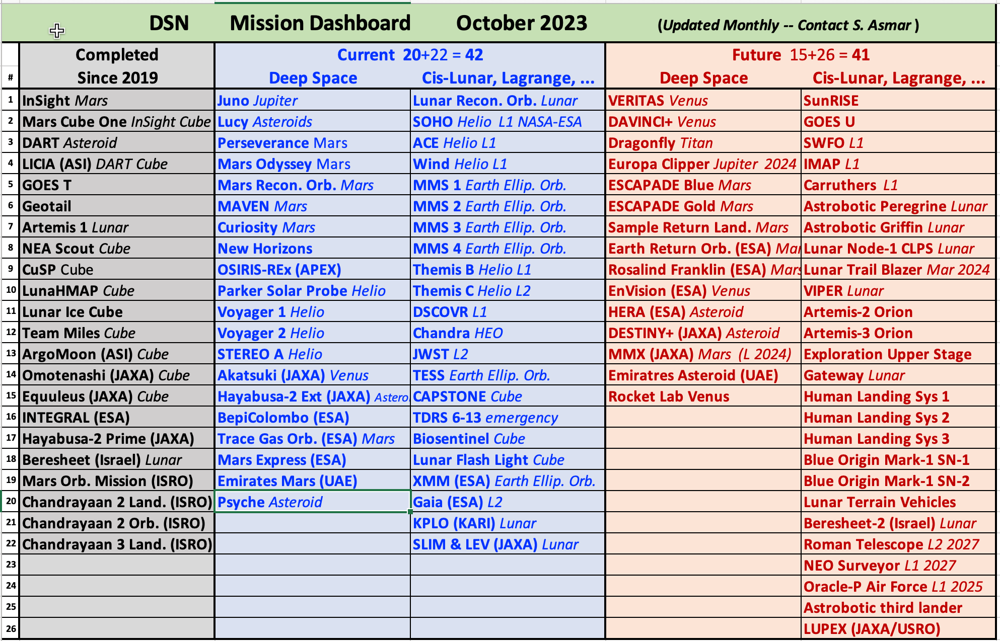 DSN Mission Dashboard October 2023 (Updated Monthly -- Contact S. Asmar )
Completed Current 20+22 = 42 Future 15+26 = 41
# Since 2019 Deep Space Cis-Lunar, Lagrange, ... Deep Space Cis-Lunar, Lagrange, ...
1 InSight Mars Juno Jupiter Lunar Recon. Orb. Lunar VERITAS Venus SunRISE
2 Mars Cube One InSight Cube Lucy Asteroids SOHO Helio L1 NASA-ESA DAVINCI+ Venus GOES U
3 DART Asteroid Perseverance Mars ACE Helio L1 Dragonfly Titan SWFO L1
4 LICIA (ASI) DART Cube Mars Odyssey Mars Wind Helio L1 Europa Clipper Jupiter 2024 IMAP L1
5 GOES T Mars Recon. Orb. Mars MMS 1 Earth Ellip. Orb. ESCAPADE Blue Mars Carruthers L1
6 Geotail MAVEN Mars MMS 2 Earth Ellip. Orb. ESCAPADE Gold Mars Astrobotic Peregrine Lunar
7 Artemis 1 Lunar Curiosity Mars MMS 3 Earth Ellip. Orb. Sample Return Land. Mars Astrobotic Griffin Lunar
8 NEA Scout Cube New Horizons MMS 4 Earth Ellip. Orb. Earth Return Orb. (ESA) Mar Lunar Node-1 CLPS Lunar
9 CuSP Cube OSIRIS-REx (APEX) Themis B Helio L1 Rosalind Franklin (ESA) Mars Lunar Trail Blazer Mar 2024
10 LunaHMAP Cube Parker Solar Probe Helio Themis C Helio L2 EnVision (ESA) Venus VIPER Lunar
11 Lunar Ice Cube Voyager 1 Helio DSCOVR L1 HERA (ESA) Asteroid Artemis-2 Orion
12 Team Miles Cube Voyager 2 Helio Chandra HEO DESTINY+ (JAXA) Asteroid Artemis-3 Orion
13 ArgoMoon (ASI) Cube STEREO A Helio JWST L2 MMX (JAXA) Mars (L 2024) Exploration Upper Stage
14 Omotenashi (JAXA) Cube Akatsuki (JAXA) Venus TESS Earth Ellip. Orb. Emiratres Asteroid (UAE) Gateway Lunar
15 Equuleus (JAXA) Cube Hayabusa-2 Ext (JAXA) Astero CAPSTONE Cube Rocket Lab Venus Human Landing Sys 1
16 INTEGRAL (ESA) BepiColombo (ESA) TDRS 6-13 emergency Human Landing Sys 2
17 Hayabusa-2 Prime (JAXA) Trace Gas Orb. (ESA) Mars Biosentinel Cube Human Landing Sys 3
18 Beresheet (Israel) Lunar Mars Express (ESA) Lunar Flash Light Cube Blue Origin Mark-1 SN-1
19 Mars Orb. Mission (ISRO) Emirates Mars (UAE) XMM (ESA) Earth Ellip. Orb. Blue Origin Mark-1 SN-2
20 Chandrayaan 2 Land. (ISRO) Psyche Asteroid Gaia (ESA) L2 Lunar Terrain Vehicles
21 Chandrayaan 2 Orb. (ISRO) KPLO (KARI) Lunar Beresheet-2 (Israel) Lunar
22 Chandrayaan 3 Land. (ISRO) SLIM & LEV (JAXA) Lunar Roman Telescope L2 2027
23 NEO Surveyor L1 2027
24 Oracle-P Air Force L1 2025
25 Astrobotic third lander
26 LUPEX (JAXA/USRO)